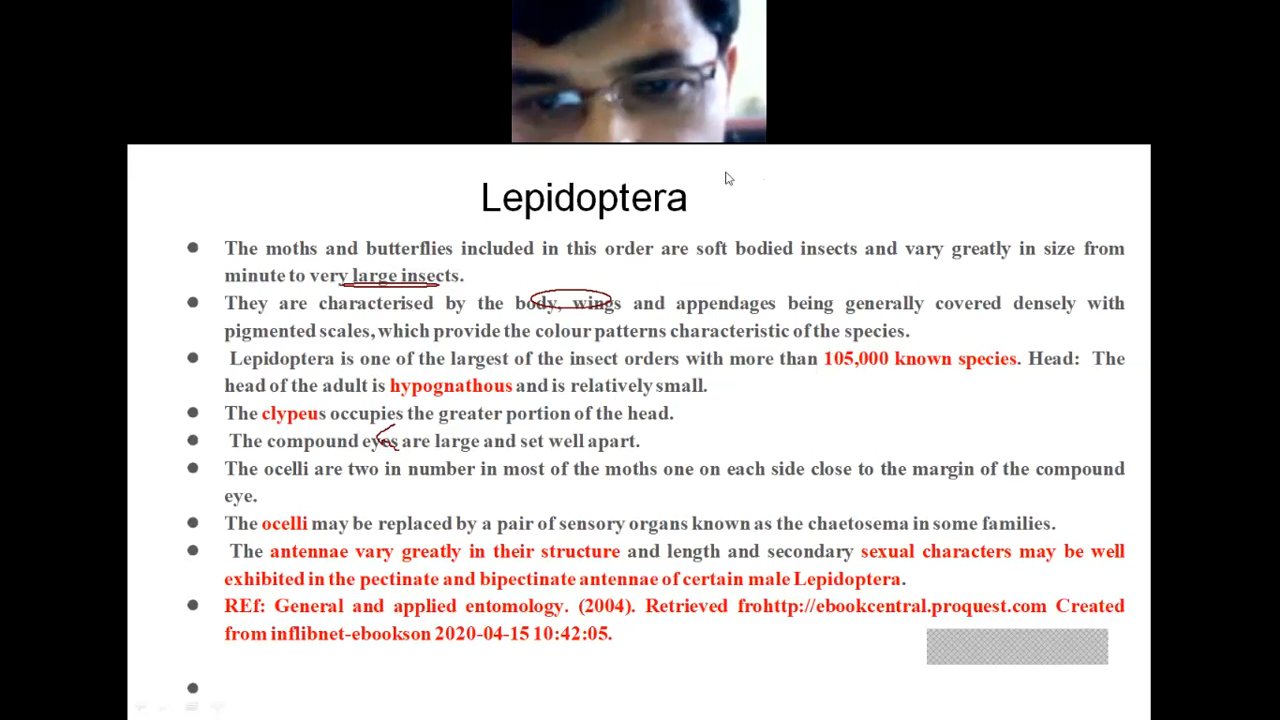 Lepidoptera
The moths and butterflies included in this order are soft bodied insects and vary greatly in size from
minute to very large insects.
They are characterised by the body, wings and appendages being generally covered densely with
pigmented scales, which provide the colour patterns characteristic of the species.
Lepidoptera is one of the largest of the insect orders with more than 105,000 known species. Head: The
head of the adult is hypognathous and is relatively small.
The clypeus occupies the greater portion of the head.
The compound eyes are large and set well apart.
The ocelli are two in number in most of the moths one on each side close to the margin of the compound
eye.
The ocelli may be replaced by a pair of sensory organs known as the chaetosema in some families.
The antennae vary greatly in their structure and length and secondary sexual characters may be well
exhibited in the pectinate and bipectinate antennae of certain male Lepidoptera.
REf: General and applied entomology. (2004). Retrieved frohttp://ebookcentral.proquest.com Created
from inflibnet-ebookson 2020-04-15 10:42:05.